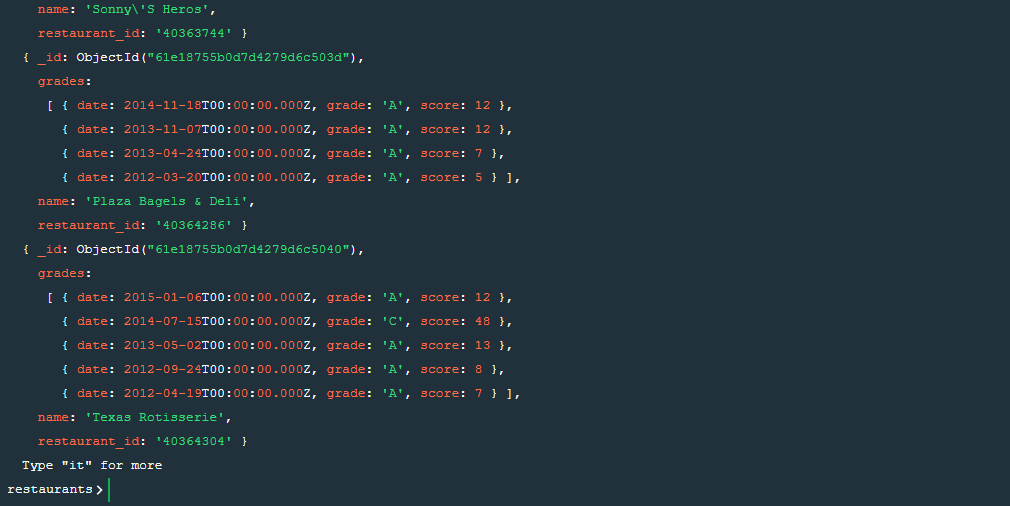 name: 'Sonny\'S Heros',
restaurant_id: '40363744' }
{ _id: ObjectId("61e18755b0d7d4279d6c503d"),
grades:
[ { date: 2014-11-18T00:00:00.000Z, grade: 'A', score: 12 },
{ date: 2013-11-07T00:00:00.000Z, grade: 'A', score: 12 },
{ date: 2013-04-24T00:00:00.000Z, grade: 'A', score: 7 },
{ date: 2012-03-20T00:00:00.000Z, grade: 'A', score: 5 } ],
name: 'Plaza Bagels & Deli',
restaurant_id: '40364286' }
{ _id: ObjectId("61e18755b0d7d4279d6c5040"),
grades:
[ { date: 2015-01-06T00:00:00.000Z, grade: 'A', score: 12 },
{ date: 2014-07-15T00:00:00.000Z, grade: 'C', score: 48 },
{ date: 2013-05-02T00:00:00.000Z, grade: 'A', score: 13 },
{ date: 2012-09-24T00:00:00.000Z, grade: 'A', score: 8 },
{ date: 2012-04-19T00:00:00.000Z, grade: 'A', score: 7 } ],
name: 'Texas Rotisserie',
restaurant_id: '40364304' }
Type "it" for more
restaurants>